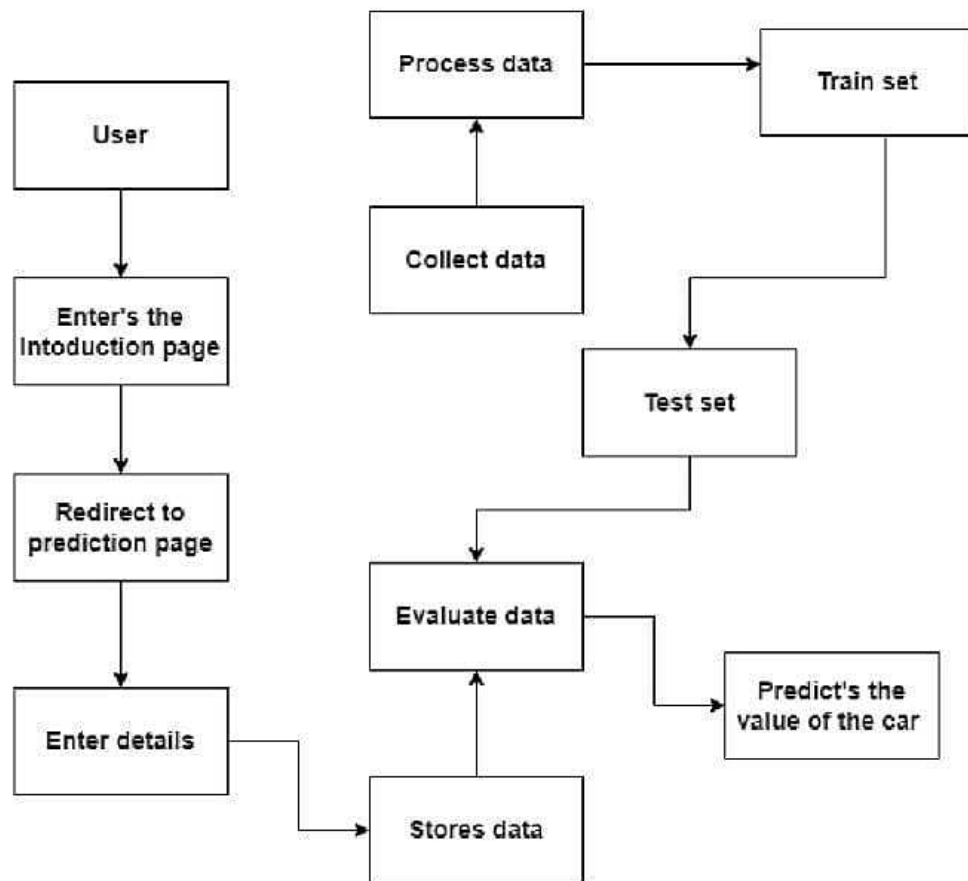 Process data
Train set
User
Collect data
Enter's the
Intoduction page
Test set
Redirect to
prediction page
Evaluate data
Predict's the
value of the car
Enter details
Stores data